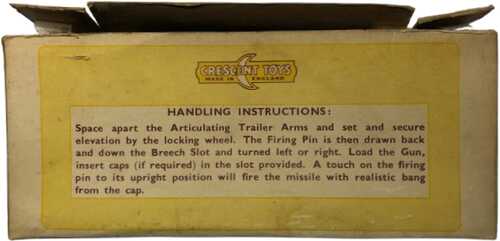 CRESCENT TOYS
MADE IN ENGLAND
HANDLING INSTRUCTIONS:
Space apart the Articulating Trailer Arms and set and secure
elevation by the locking wheel. The Firing Pin is then drawn back
and down the Breech Slot and turned left or right. Load the Gun,
insert caps (if required) in the slot provided. A touch on the firing
pin to its upright position will fire the missile with realistic bang
from the cap.